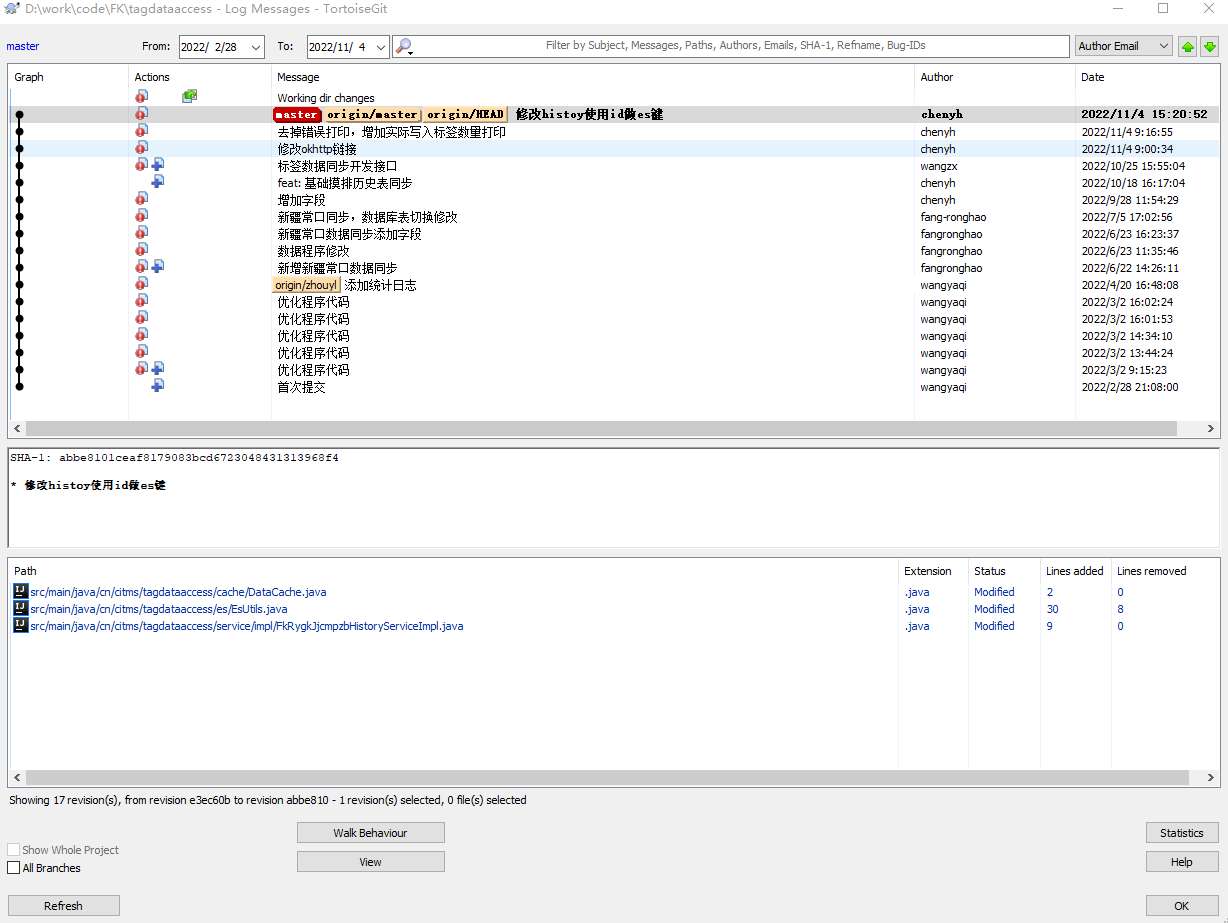 D:\work\code\FK\tagdataaccess - Log Messages - TortoiseGit
master From: 2022/ 2/28 To: 2022/11/ 4 Filter by Subject, Messages, Paths, Authors, Emails, SHA-1, Refname, Bug-IDs Author Email
Graph Actions Message Author Date
Working dir changes
master origin/master origin/HEAD 修改histoy使用id做es键 chenyh 2022/11/4 15:20:52
去掉错误打印，增加实际写入标签数量打印 chenyh 2022/11/4 9:16:55
修改okhttp链接 chenyh 2022/11/4 9:00:34
标签数据同步开发接口 wangzx 2022/10/25 15:55:04
feat: 基础摸排历史表同步 chenyh 2022/10/18 16:17:04
增加字段 chenyh 2022/9/28 11:54:29
新疆常口同步，数据库表切换修改 fang-ronghao 2022/7/5 17:02:56
新疆常口数据同步添加字段 fangronghao 2022/6/23 16:23:37
数据程序修改 fangronghao 2022/6/23 11:35:46
新增新疆常口数据同步 fangronghao 2022/6/22 14:26:11
origin/zhouyl 添加统计日志 wangyaqi 2022/4/20 16:48:08
优化程序代码 wangyaqi 2022/3/2 16:02:24
优化程序代码 wangyaqi 2022/3/2 16:01:53
优化程序代码 wangyaqi 2022/3/2 14:34:10
优化程序代码 wangyaqi 2022/3/2 13:44:24
优化程序代码 wangyaqi 2022/3/2 9:15:23
首次提交 wangyaqi 2022/2/28 21:08:00
SHA-1: abbe8101ceaf8179083bcd6723048431313968f4
* 修改histoy使用id做es键
Path Extension Status Lines added Lines removed
src/main/java/cn/citms/tagdataaccess/cache/DataCache.java .java Modified 2 0
src/main/java/cn/citms/tagdataaccess/es/EsUtils.java .java Modified 30 8
src/main/java/cn/citms/tagdataaccess/service/impl/FkRygkJjcmpzbHistoryServiceImpl.java .java Modified 9 0
Showing 17 revision(s), from revision e3ec60b to revision abbe810 - 1 revision(s) selected, 0 file(s) selected
Walk Behaviour Statistics
Show Whole Project
View Help
All Branches
Refresh OK